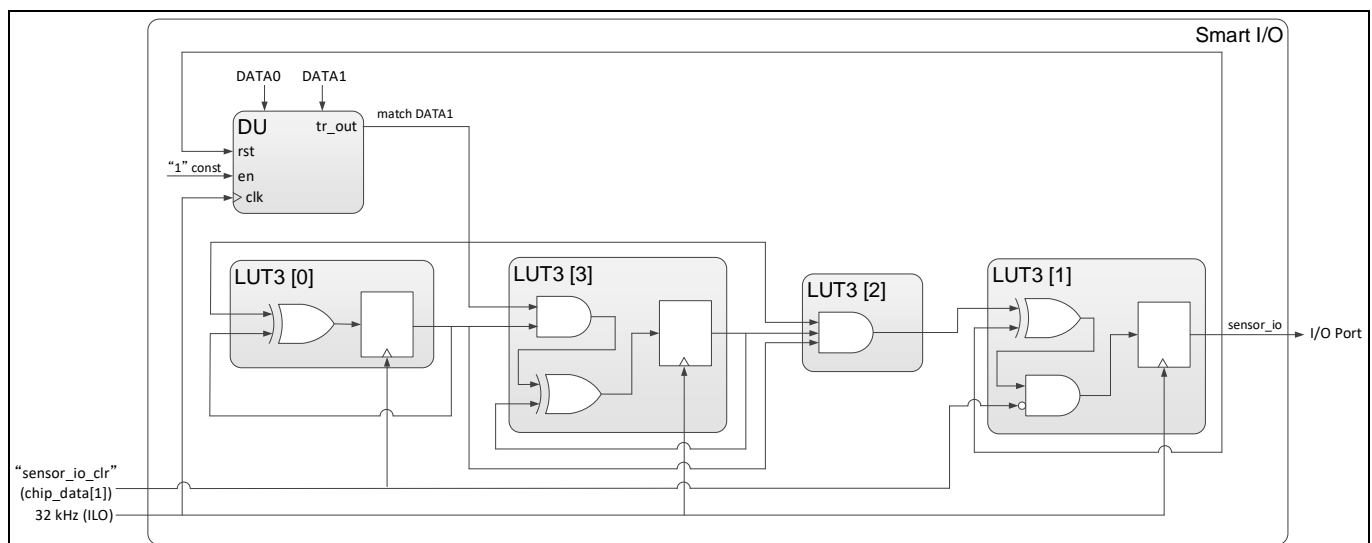 Smart I/O
DATA0 DATA1
DU tr_out
match DATA1
rst
“1” const
en
clk
LUT3 [0]
LUT3 [3]
LUT3 [2]
LUT3 [1]
sensor_io
I/O Port
“sensor_io_clr”
(chip_data[1])
32 kHz (ILO)